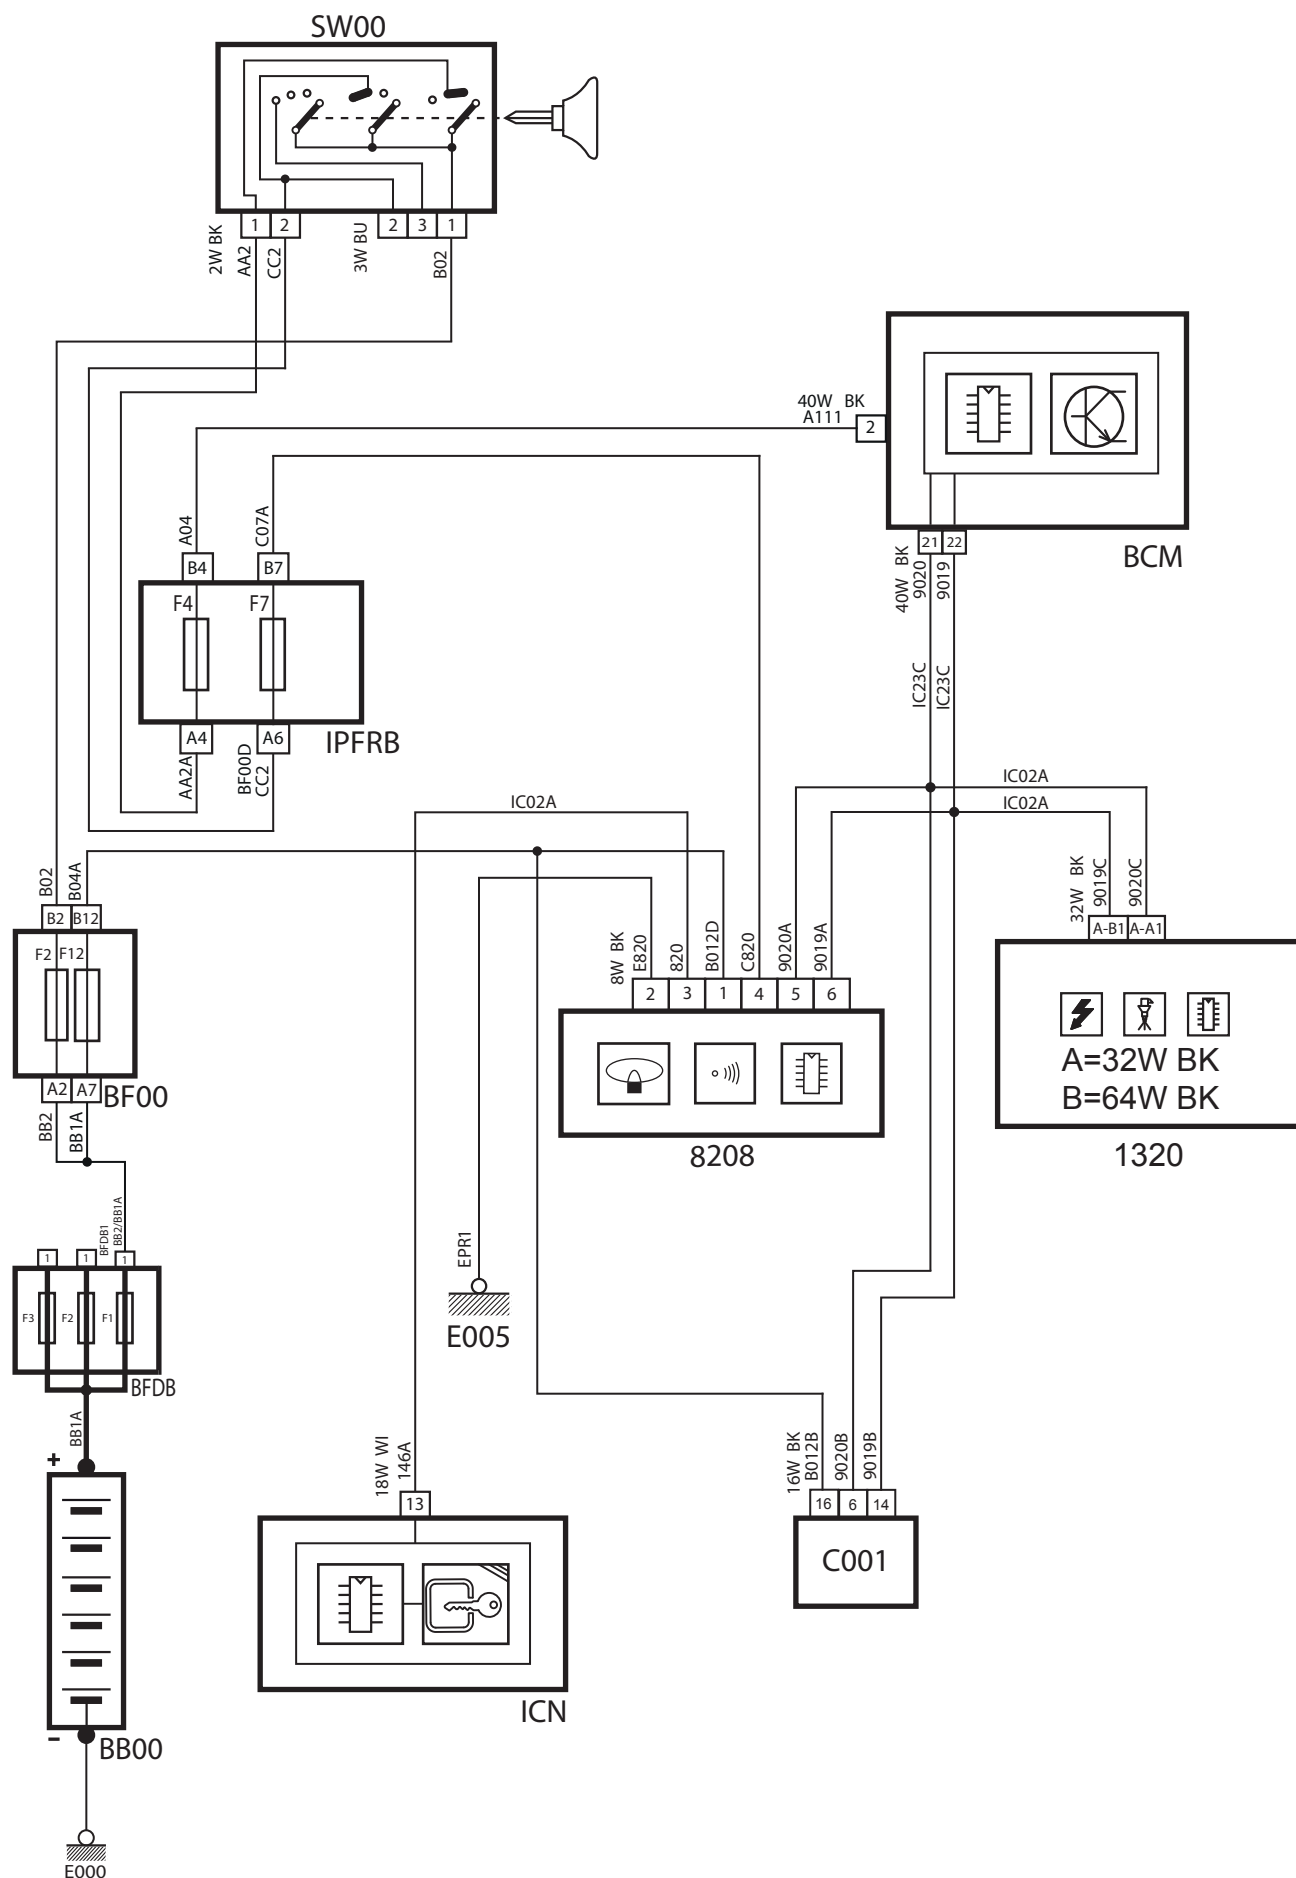 SW00
1
2
2
3
1
2W BK
AA2
CC2
3W BU
B02
40W BK
A111
2
21
22
BCM
40W BK
9020
9019
A04
C07A
B4
B7
F4
F7
IC23C
IC23C
A4
A6
IPFRB
AA2A
BF00D
CC2
IC02A
IC02A
IC02A
B02
B04A
32W BK
9019C
9020C
B2
B12
A-B1
A-A1
F2
F12
8W BK
E820
820
B012D
C820
9020A
9019A
2
3
1
4
5
6
A=32W BK
B=64W BK
1320
A2
A7
BF00
BB2
BB1A
8208
BFDB1
BB2/BB1A
1
1
1
EPR1
E005
F3
F2
F1
BFDB
BB1A
+
18W WI
146A
13
16W BK
B012B
9020B
9019B
16
6
14
C001
ICN
-
BB00
E000